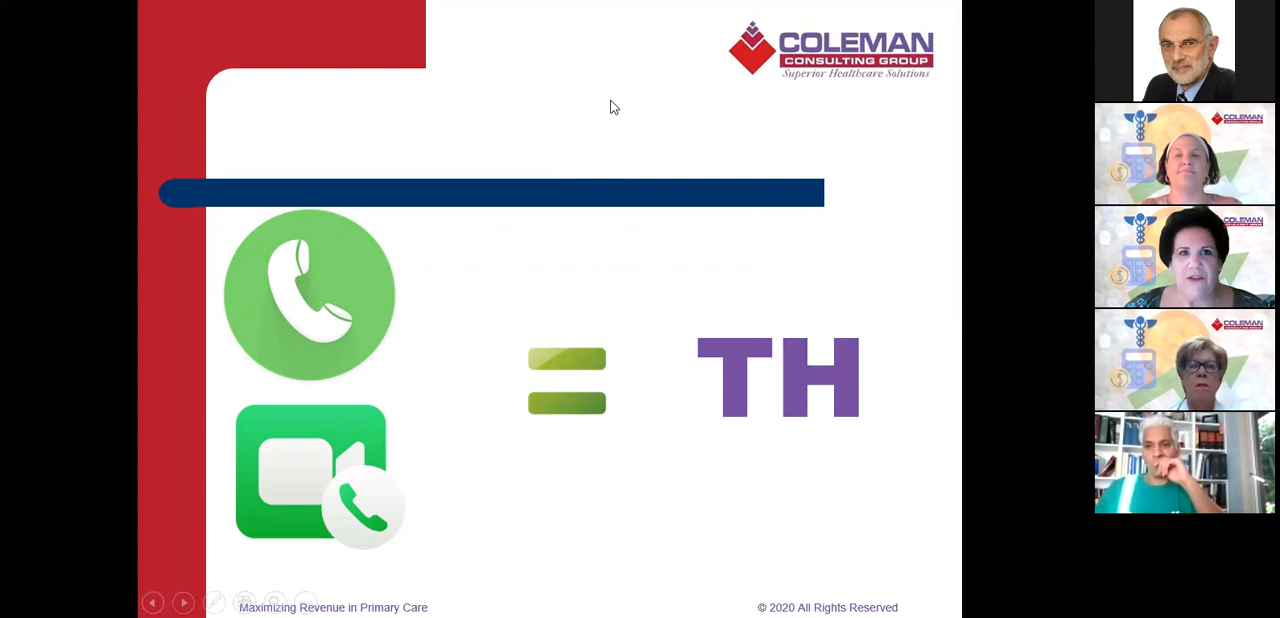 COLEMAN
CONSULTING GROUP
Superior Healthcare Solutions
= TH
Maximizing Revenue in Primary Care
© 2020 All Rights Reserved
COLEMAN
COLEMAN
COLEMAN